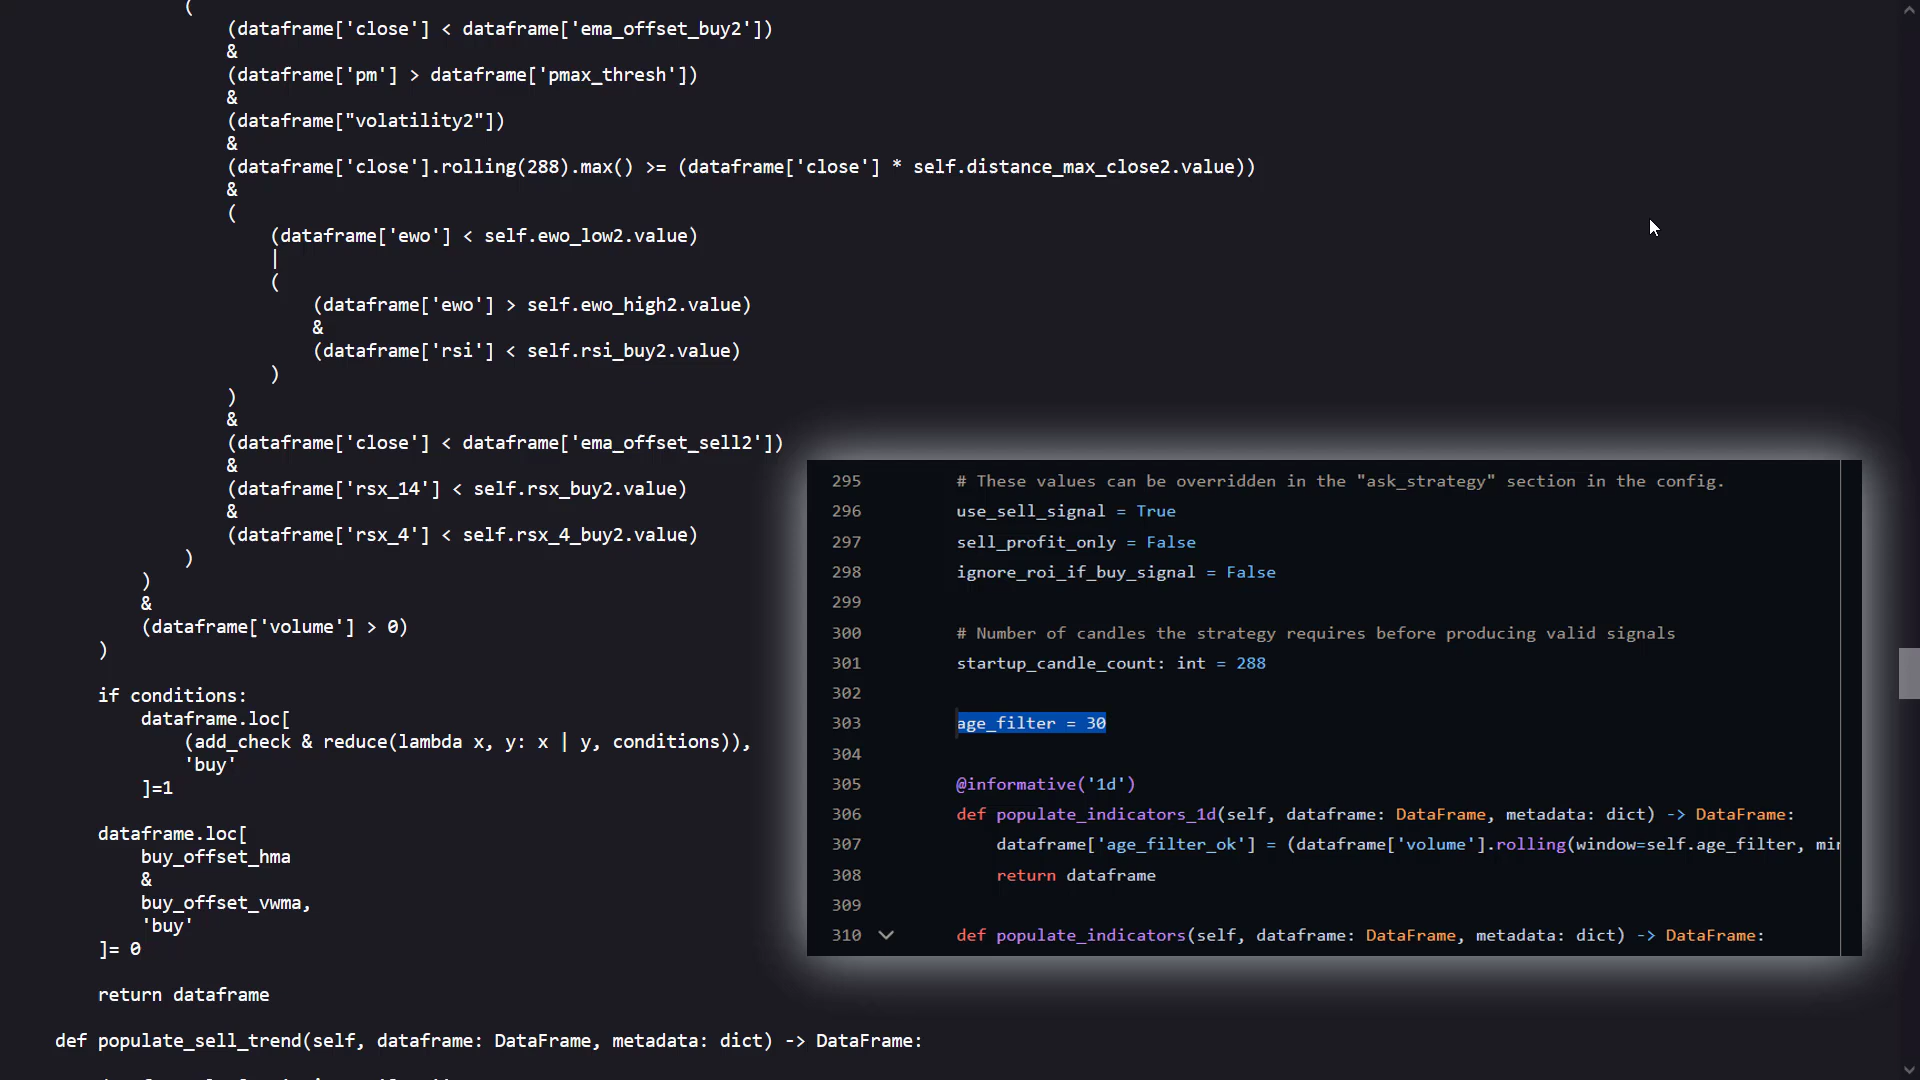 (
(dataframe['close'] < dataframe['ema_offset_buy2'])
&
(dataframe['pm'] > dataframe['pmax_thresh'])
&
(dataframe["volatility2"])
&
(dataframe['close'].rolling(288).max() >= (dataframe['close'] * self.distance_max_close2.value))
&
(
(dataframe['ewo'] < self.ewo_low2.value)
|
(
(dataframe['ewo'] > self.ewo_high2.value)
&
(dataframe['rsi'] < self.rsi_buy2.value)
)
)
&
(dataframe['close'] < dataframe['ema_offset_sell2'])
&
(dataframe['rsx_14'] < self.rsx_buy2.value)
&
(dataframe['rsx_4'] < self.rsx_4_buy2.value)
)
)
&
(dataframe['volume'] > 0)
)
if conditions:
dataframe.loc[
(add_check & reduce(lambda x, y: x | y, conditions)),
'buy'
]=1
dataframe.loc[
buy_offset_hma
&
buy_offset_vwma,
'buy'
]= 0
return dataframe
def populate_sell_trend(self, dataframe: DataFrame, metadata: dict) -> DataFrame:
295 # These values can be overridden in the "ask_strategy" section in the config.
296 use_sell_signal = True
297 sell_profit_only = False
298 ignore_roi_if_buy_signal = False
299
300 # Number of candles the strategy requires before producing valid signals
301 startup_candle_count: int = 288
302
303 age_filter = 30
304
305 @informative('1d')
306 def populate_indicators_1d(self, dataframe: DataFrame, metadata: dict) -> DataFrame:
307 dataframe['age_filter_ok'] = (dataframe['volume'].rolling(window=self.age_filter, min
308 return dataframe
309
310 def populate_indicators(self, dataframe: DataFrame, metadata: dict) -> DataFrame: